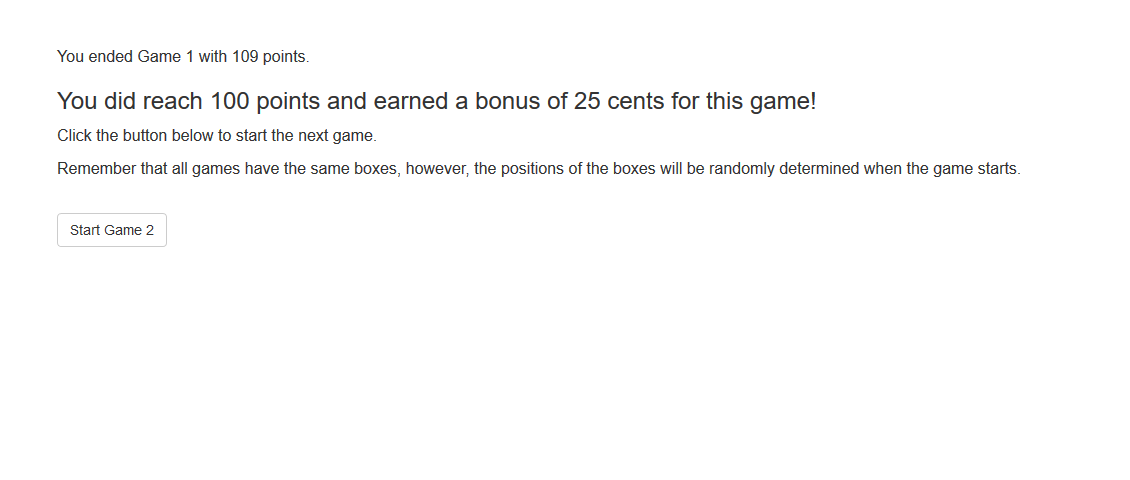 You ended Game 1 with 109 points.
You did reach 100 points and earned a bonus of 25 cents for this game!
Click the button below to start the next game.
Remember that all games have the same boxes, however, the positions of the boxes will be randomly determined when the game starts.
Start Game 2